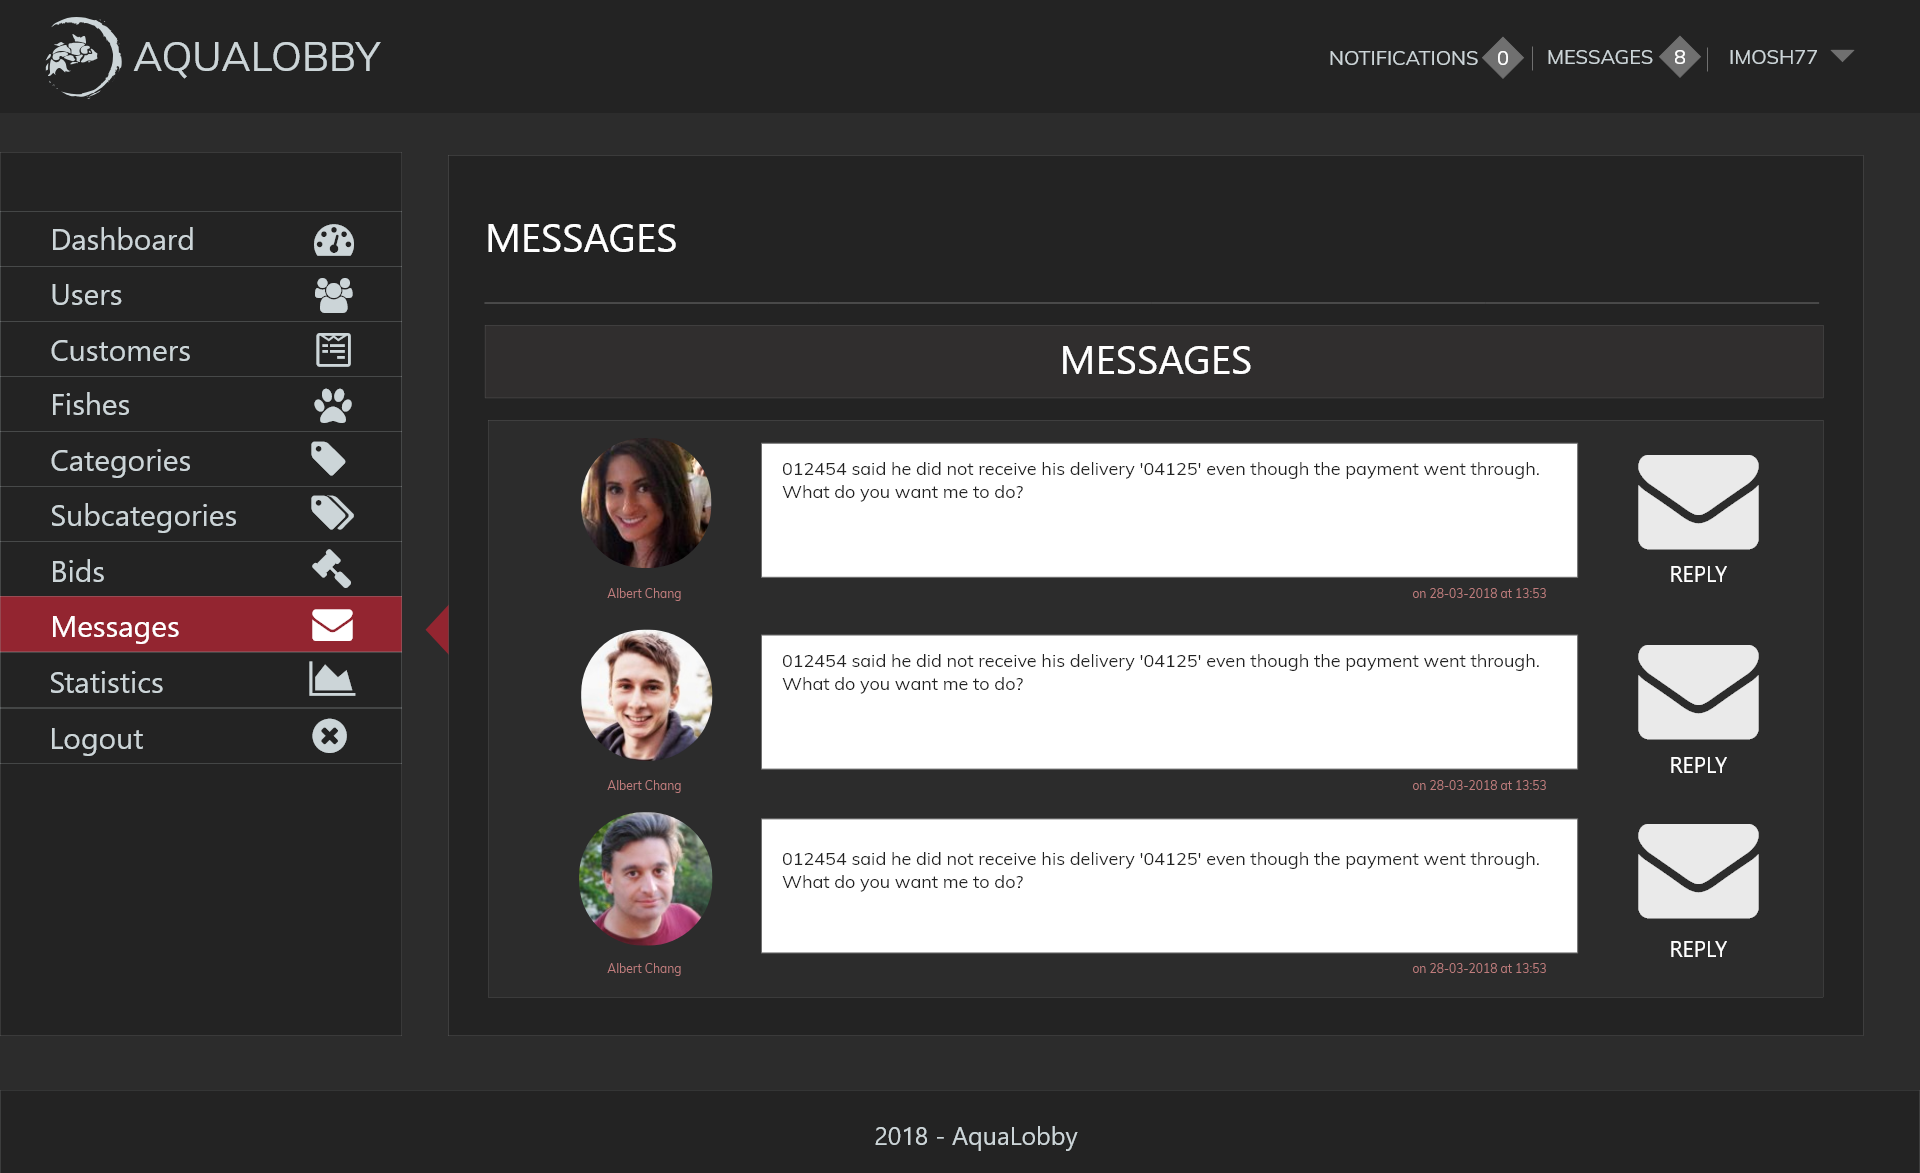 AQUALOBBY
NOTIFICATIONS 0
MESSAGES 8
IMOSH77
Dashboard
Users
Customers
Fishes
Categories
Subcategories
Bids
Messages
Statistics
Logout
MESSAGES
MESSAGES
012454 said he did not receive his delivery '04125' even though the payment went through.
What do you want me to do?
REPLY
Albert Chang
on 28-03-2018 at 13:53
012454 said he did not receive his delivery '04125' even though the payment went through.
What do you want me to do?
REPLY
Albert Chang
on 28-03-2018 at 13:53
012454 said he did not receive his delivery '04125' even though the payment went through.
What do you want me to do?
REPLY
Albert Chang
on 28-03-2018 at 13:53
2018 - AquaLobby